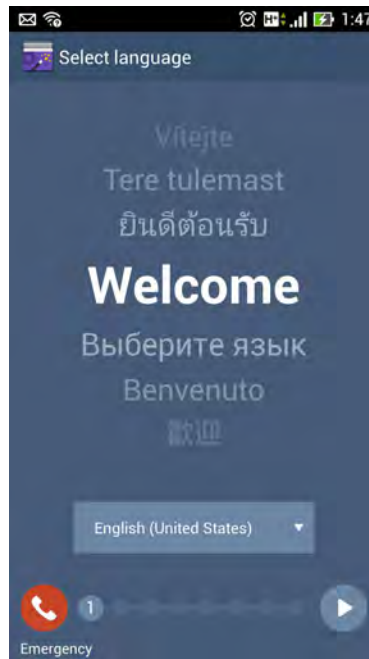 1:47
Select language
Vítejte
Tere tulemast
ยินดีต้อนรับ
Welcome
Выберите язык
Benvenuto
歡迎
English (United States)
1
Emergency